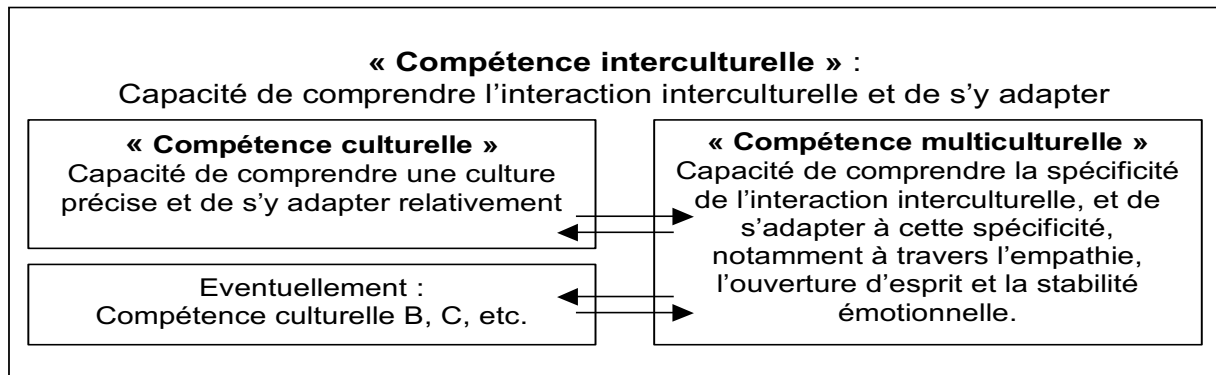 « Compétence interculturelle » :
Capacité de comprendre l’interaction interculturelle et de s’y adapter
« Compétence culturelle »
Capacité de comprendre une culture
précise et de s’y adapter relativement
Eventuellement :
Compétence culturelle B, C, etc.
« Compétence multiculturelle »
Capacité de comprendre la spécificité
de l’interaction interculturelle, et de
s’adapter à cette spécificité,
notamment à travers l’empathie,
l’ouverture d’esprit et la stabilité
émotionnelle.